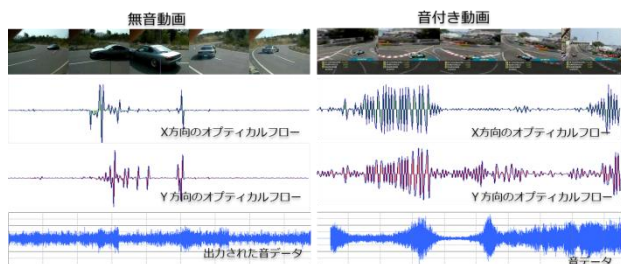 無音動画
音付き動画
X方向のオプティカルフロー
X方向のオプティカルフロー
Y方向のオプティカルフロー
Y方向のオプティカルフロー
出力された音データ
音データ